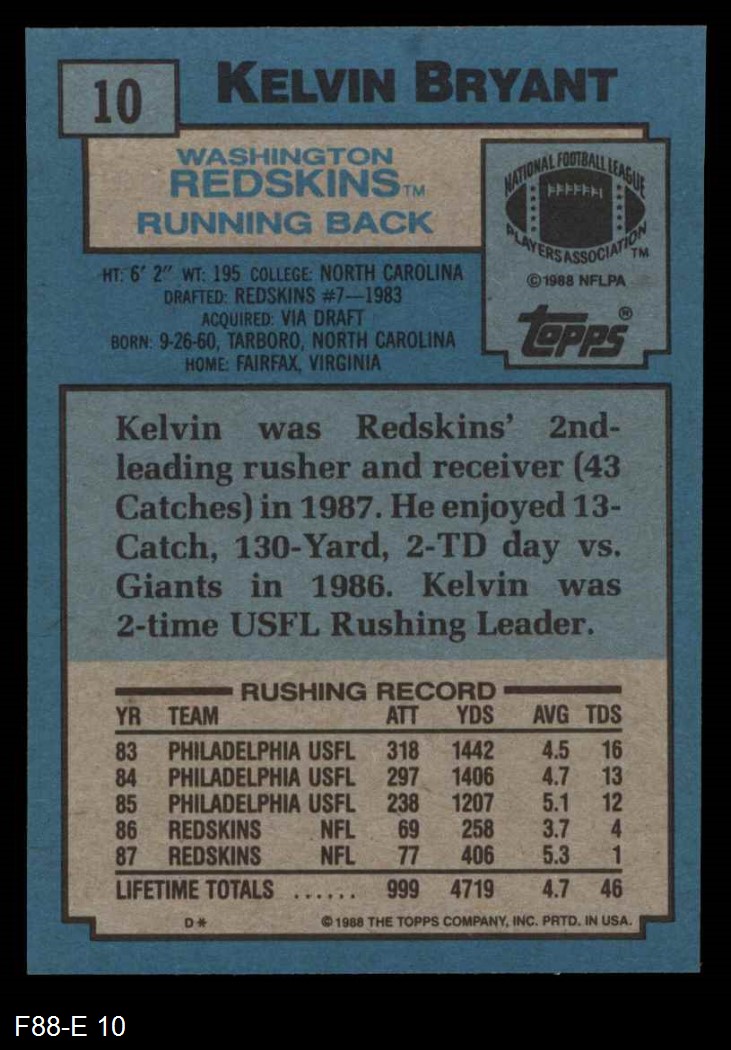 10
KELVIN BRYANT
WASHINGTON
REDSKINS™
RUNNING BACK
NATIONAL FOOTBALL LEAGUE
PLAYERS ASSOCIATION ™
© 1988 NFLPA
topps®
HT: 6' 2" WT: 195 COLLEGE: NORTH CAROLINA
DRAFTED: REDSKINS #7—1983
ACQUIRED: VIA DRAFT
BORN: 9-26-60, TARBORO, NORTH CAROLINA
HOME: FAIRFAX, VIRGINIA
Kelvin was Redskins' 2nd-
leading rusher and receiver (43
Catches) in 1987. He enjoyed 13-
Catch, 130-Yard, 2-TD day vs.
Giants in 1986. Kelvin was
2-time USFL Rushing Leader.
RUSHING RECORD
YR TEAM ATT YDS AVG TDS
83 PHILADELPHIA USFL 318 1442 4.5 16
84 PHILADELPHIA USFL 297 1406 4.7 13
85 PHILADELPHIA USFL 238 1207 5.1 12
86 REDSKINS NFL 69 258 3.7 4
87 REDSKINS NFL 77 406 5.3 1
LIFETIME TOTALS ...... 999 4719 4.7 46
D* © 1988 THE TOPPS COMPANY, INC. PRTD. IN USA.
F88-E 10